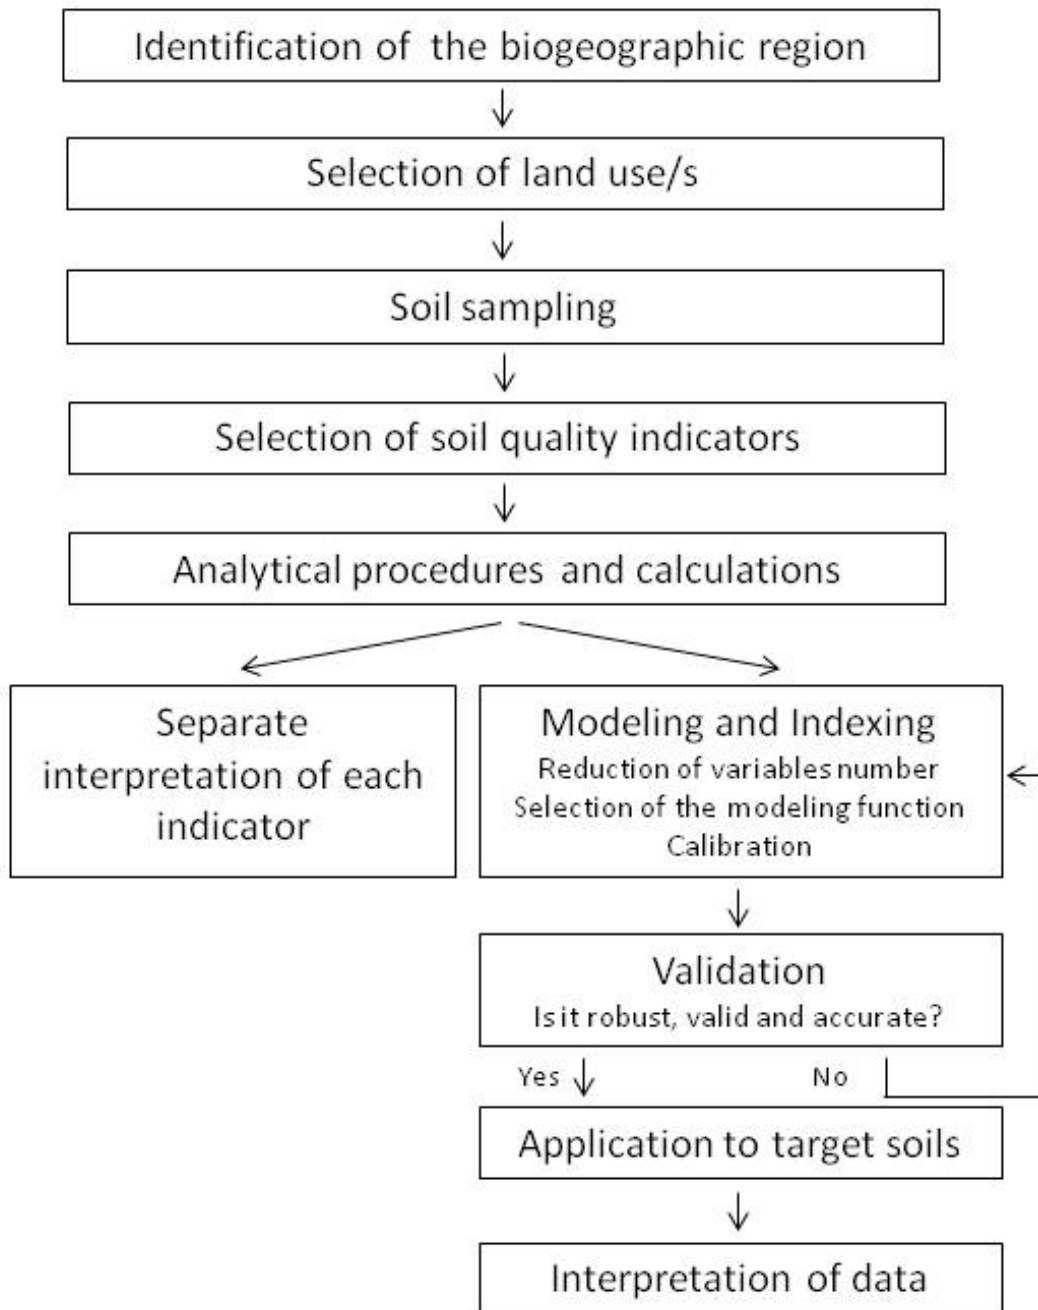 Identification of the biogeographic region
Selection of land use/s
Soil sampling
Selection of soil quality indicators
Analytical procedures and calculations
Separate
interpretation of each
indicator
Modeling and Indexing
Reduction of variables number
Selection of the modeling function
Calibration
Validation
Is it robust, valid and accurate?
Yes
No
Application to target soils
Interpretation of data